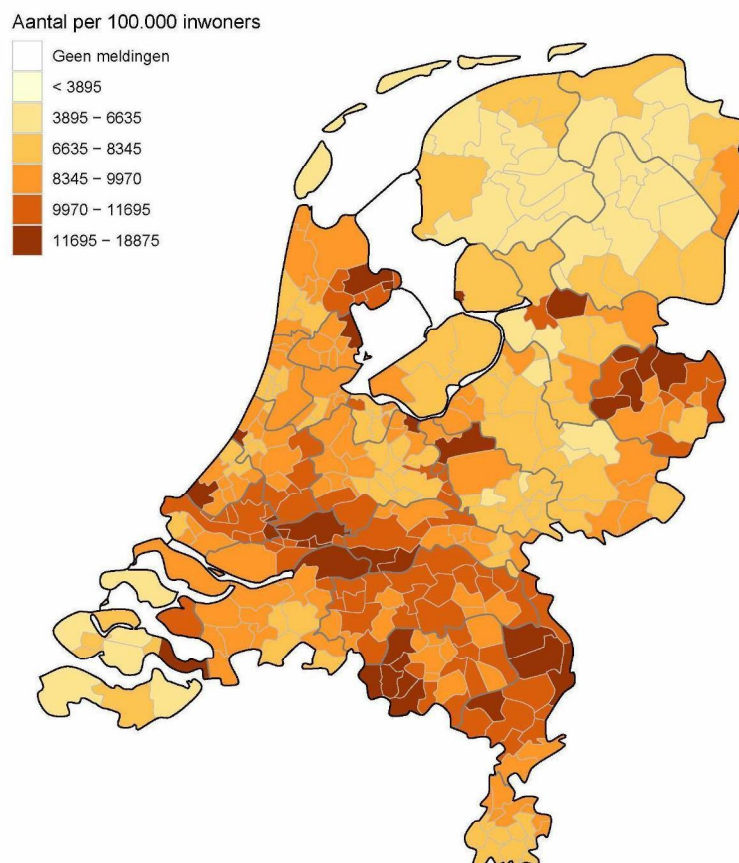 Aantal per 100.000 inwoners
Geen meldingen
< 3895
3895 – 6635
6635 – 8345
8345 – 9970
9970 – 11695
11695 – 18875